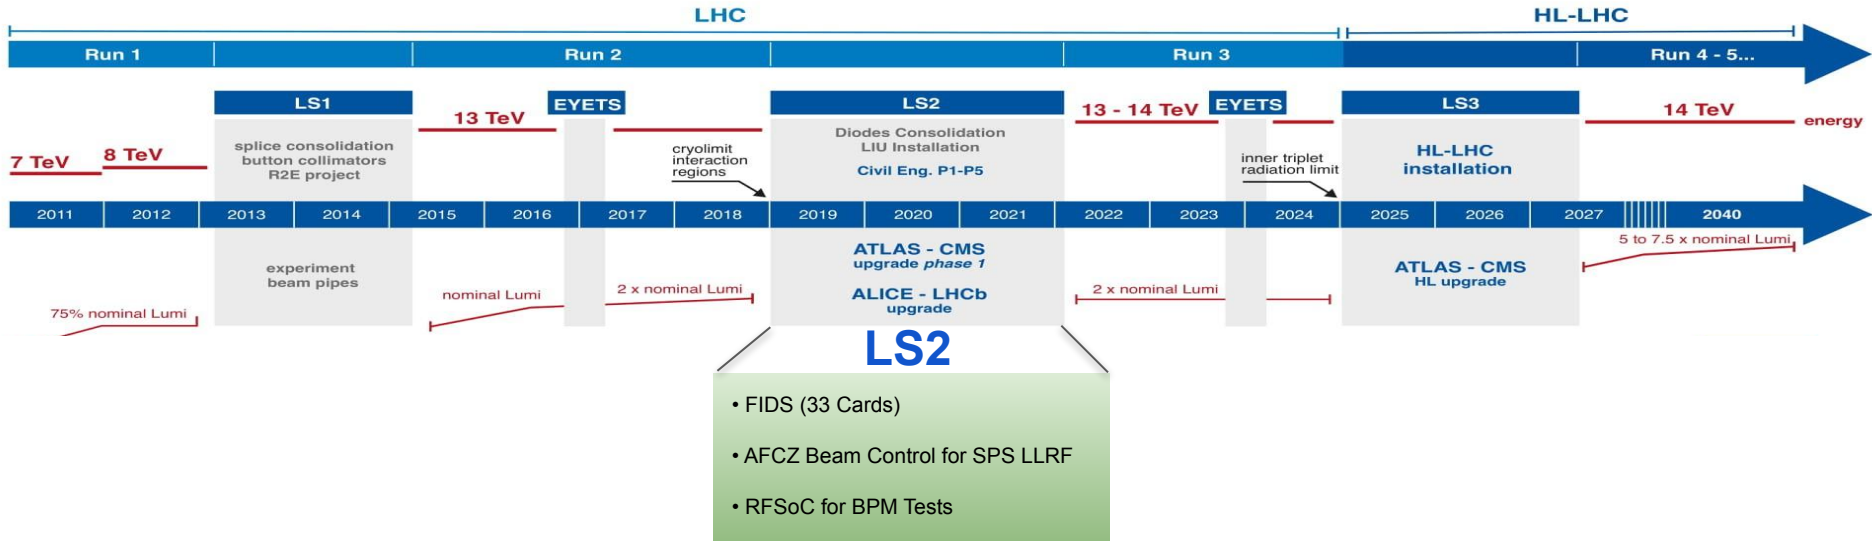 LHC
HL-LHC
Run 1
Run 2
Run 3
Run 4 - 5...
LS1
EYETS
LS2
EYETS
LS3
7 TeV
8 TeV
13 TeV
13 - 14 TeV
14 TeV
energy
splice consolidation
button collimators
R2E project
cryolimit
interaction
regions
Diodes Consolidation
LIU Installation
Civil Eng. P1-P5
inner triplet
radiation limit
HL-LHC
installation
2011 2012 2013 2014 2015 2016 2017 2018 2019 2020 2021 2022 2023 2024 2025 2026 2027 2040
75% nominal Lumi
experiment
beam pipes
nominal Lumi
2 x nominal Lumi
ATLAS - CMS
upgrade phase 1
ALICE - LHCb
upgrade
2 x nominal Lumi
ATLAS - CMS
HL upgrade
5 to 7.5 x nominal Lumi
LS2
• FIDS (33 Cards)
• AFCZ Beam Control for SPS LLRF
• RFSoC for BPM Tests